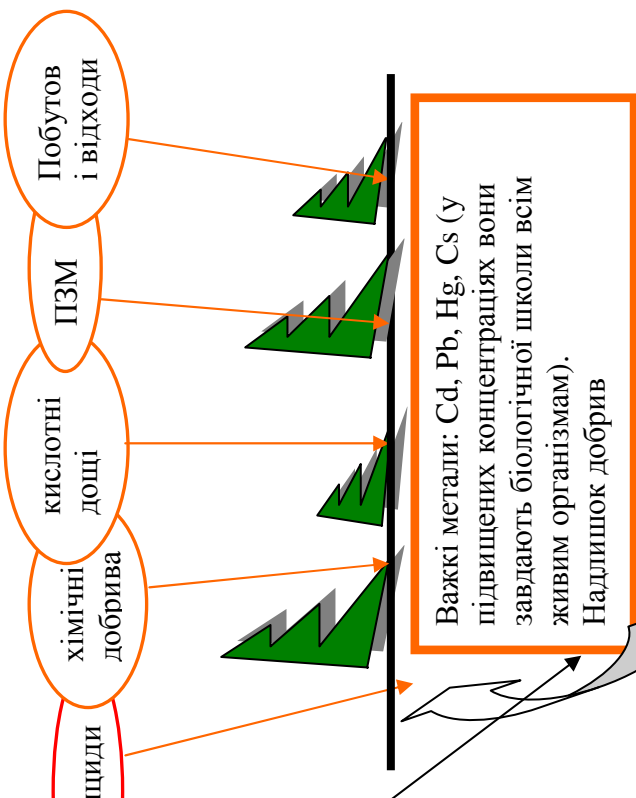 хімічні
добрива
кислотні
дощі
ПЗМ
Побутов
і відходи
Важкі метали: Cd, Pb, Hg, Cs (у
підвищених концентраціях вони
завдають біологічної школи всім
живим організмам).
Надлишок добрив